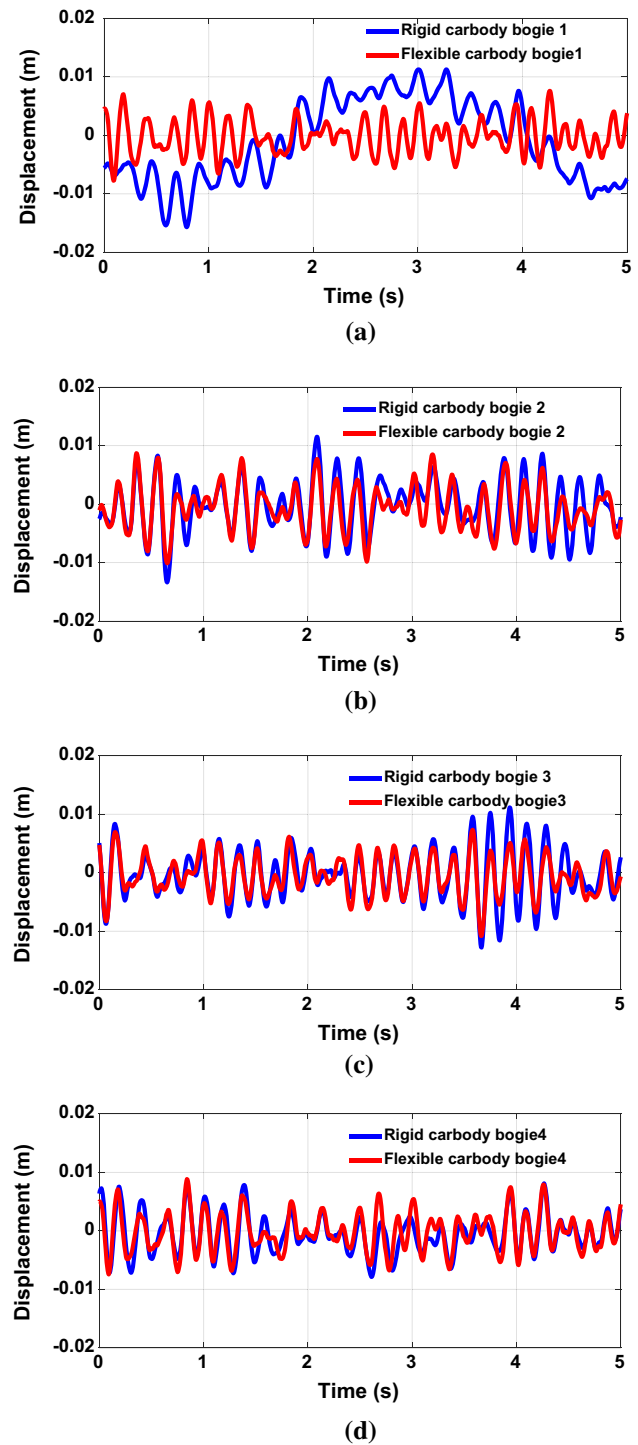 0.02
0.01
0
-0.01
-0.02
Displacement (m)
Rigid carbody bogie 1
Flexible carbody bogie1
0 1 2 3 4 5
Time (s)
(a)
0.02
0.01
0
-0.01
-0.02
Displacement (m)
Rigid carbody bogie 2
Flexible carbody bogie 2
0 1 2 3 4 5
Time (s)
(b)
0.02
0.01
0
-0.01
-0.02
Displacement (m)
Rigid carbody bogie 3
Flexible carbody bogie3
0 1 2 3 4 5
Time (s)
(c)
0.02
0.01
0
-0.01
-0.02
Displacement (m)
Rigid carbody bogie4
Flexible carbody bogie4
0 1 2 3 4 5
Time (s)
(d)